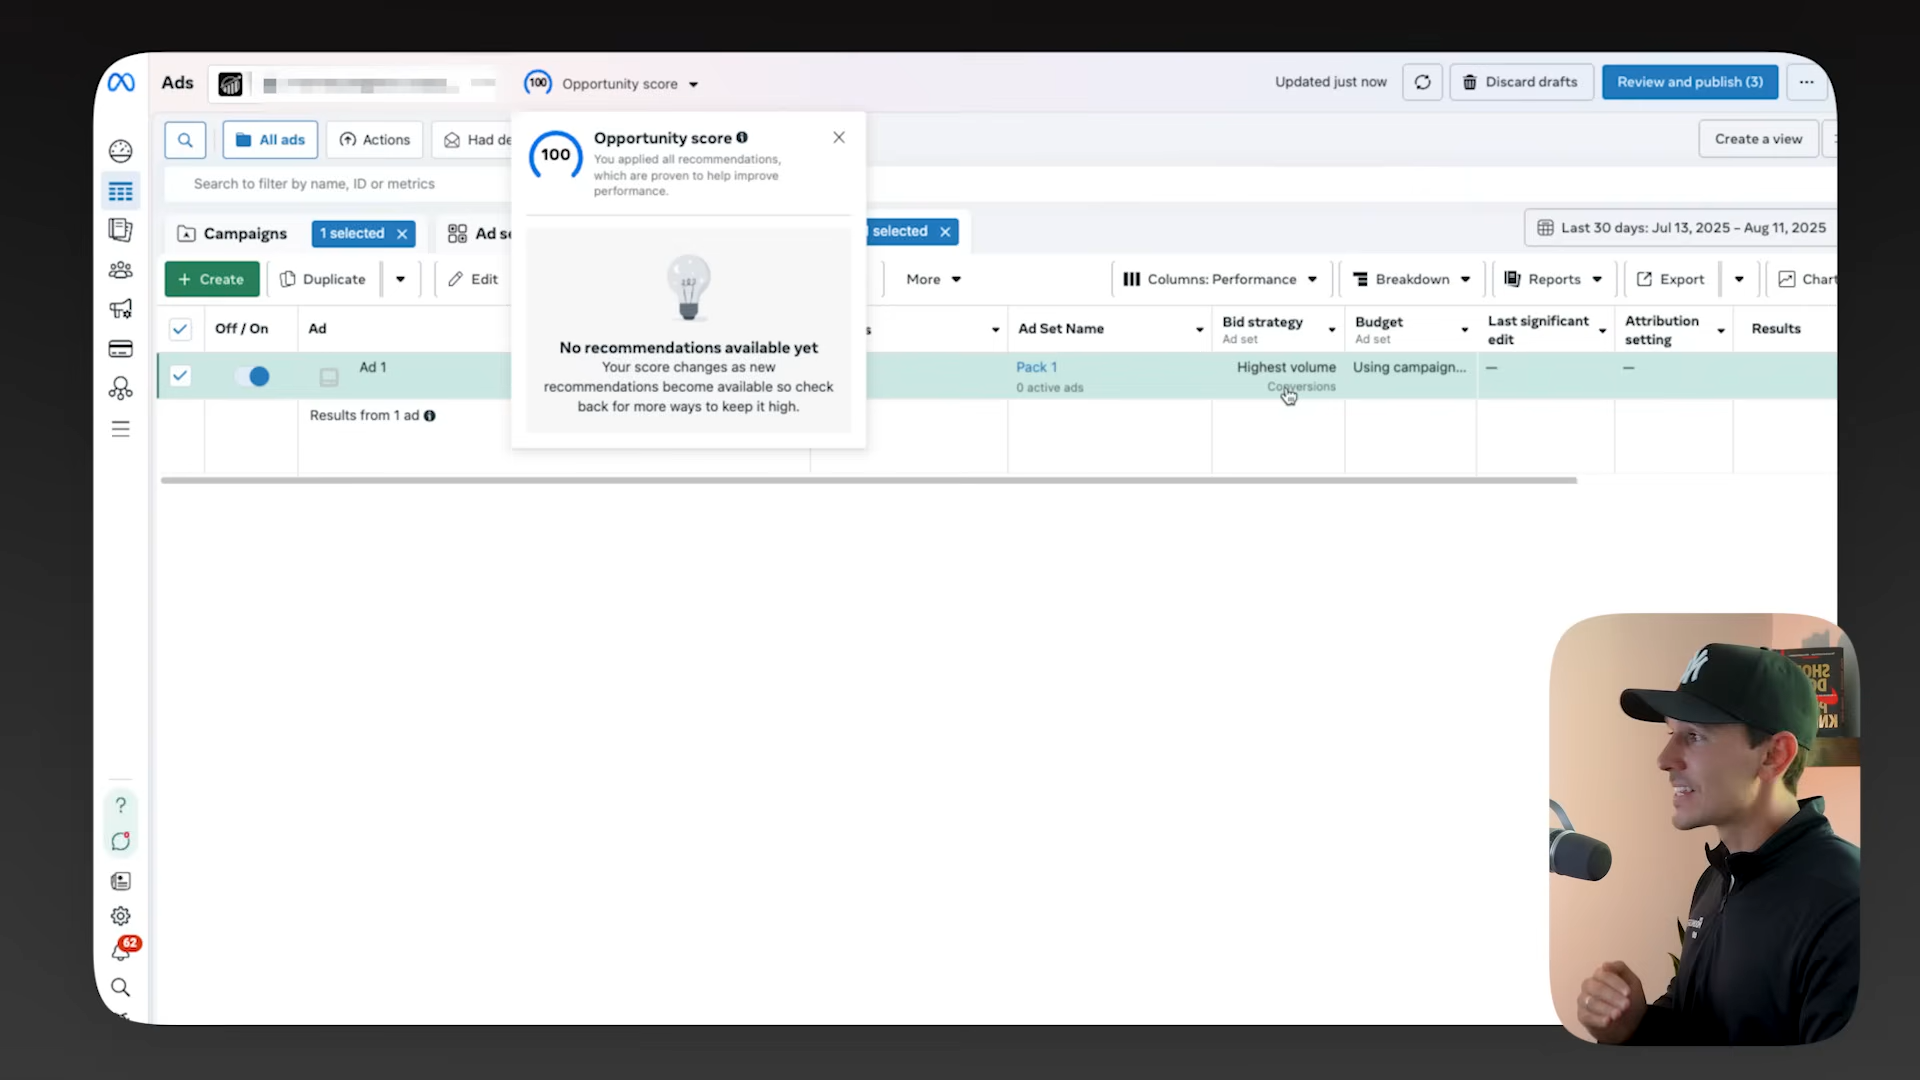 Ads
100
Opportunity score
Updated just now
Discard drafts
Review and publish (3)
All ads
Actions
Had de
100
Opportunity score
You applied all recommendations,
which are proven to help improve
performance.
Create a view
Search to filter by name, ID or metrics
Campaigns
1 selected
Ad se
selected
Last 30 days: Jul 13, 2025 – Aug 11, 2025
Create
Duplicate
Edit
More
Columns: Performance
Breakdown
Reports
Export
Chart
No recommendations available yet
Your score changes as new
recommendations become available so check
back for more ways to keep it high.
Off / On
Ad
s
Ad Set Name
Bid strategy
Ad set
Budget
Ad set
Last significant
edit
Attribution
setting
Results
Ad 1
Pack 1
0 active ads
Highest volume
Conversions
Using campaign...
—
—
Results from 1 ad
62